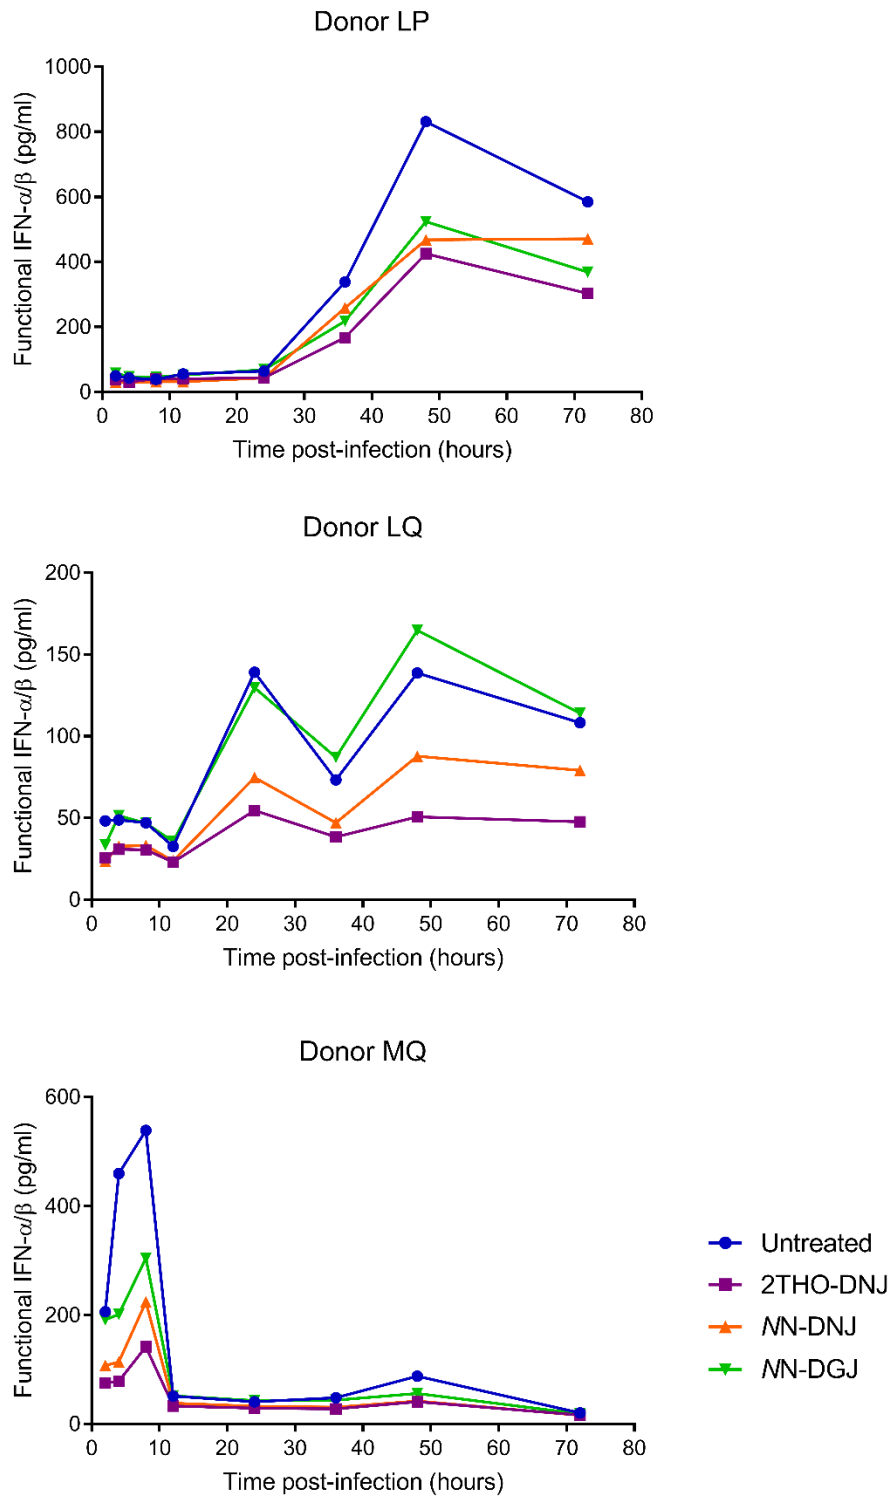 Donor LP
Functional IFN-α/β (pg/ml)
1000
800
600
400
200
0
0 10 20 30 40 50 60 70 80
Time post-infection (hours)
Donor LQ
Functional IFN-α/β (pg/ml)
200
150
100
50
0
0 10 20 30 40 50 60 70 80
Time post-infection (hours)
Donor MQ
Functional IFN-α/β (pg/ml)
600
400
200
0
0 10 20 30 40 50 60 70 80
Time post-infection (hours)
Untreated
2THO-DNJ
NN-DNJ
NN-DGJ